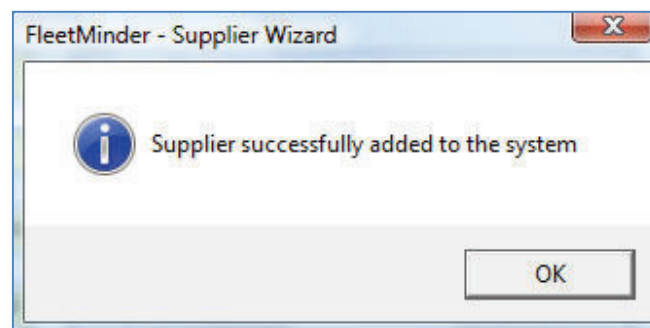 FleetMinder - Supplier Wizard
Supplier successfully added to the system
OK